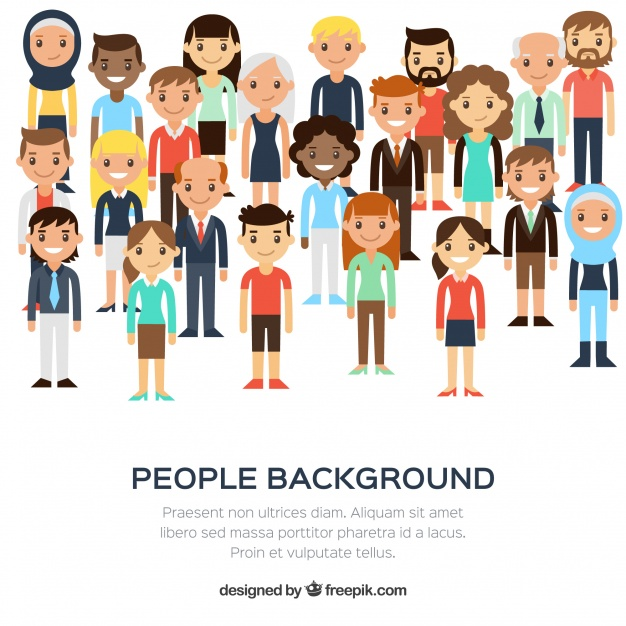 PEOPLE BACKGROUND
Praesent non ultrices diam. Aliquam sit amet
libero sed massa porttitor pharetra id a lacus.
Proin et vulputate tellus.
designed by freepik.com